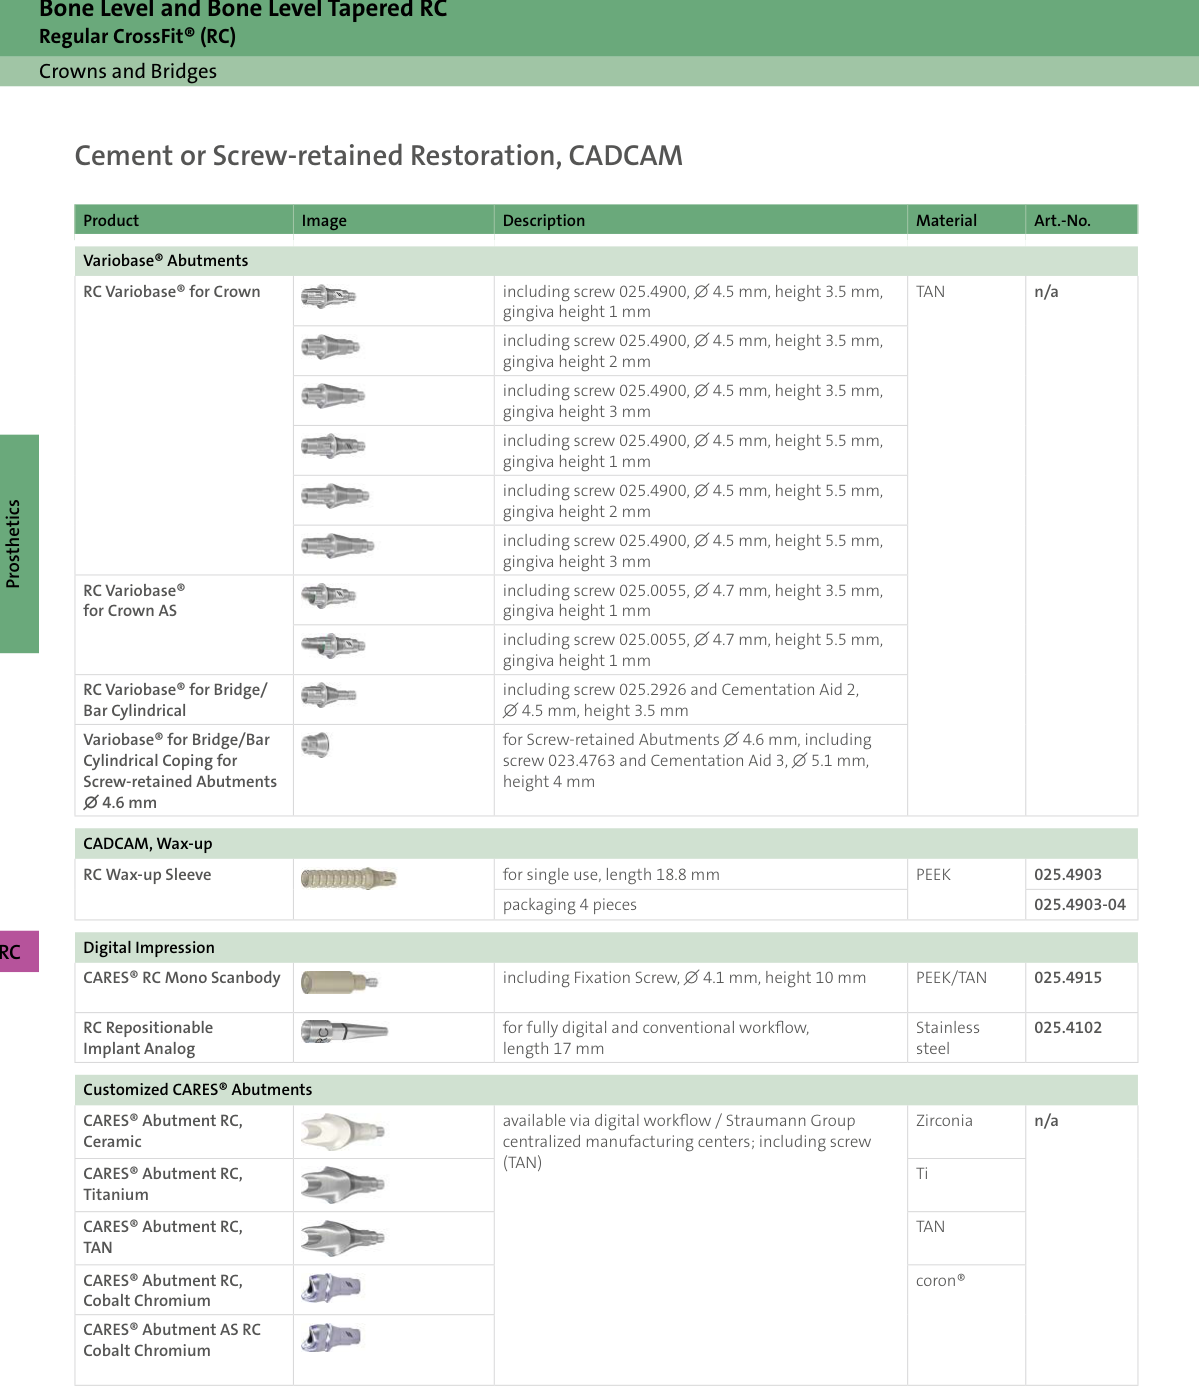 Bone Level and Bone Level Tapered RC
Regular CrossFit® (RC)
Crowns and Bridges
Cement or Screw-retained Restoration, CADCAM
Product Image Description Material Art.-No.
Variobase® Abutments
RC Variobase® for Crown
including screw 025.4900, ∅ 4.5 mm, height 3.5 mm,
gingiva height 1 mm
TAN
n/a
including screw 025.4900, ∅ 4.5 mm, height 3.5 mm,
gingiva height 2 mm
including screw 025.4900, ∅ 4.5 mm, height 3.5 mm,
gingiva height 3 mm
including screw 025.4900, ∅ 4.5 mm, height 5.5 mm,
gingiva height 1 mm
including screw 025.4900, ∅ 4.5 mm, height 5.5 mm,
gingiva height 2 mm
including screw 025.4900, ∅ 4.5 mm, height 5.5 mm,
gingiva height 3 mm
RC Variobase®
for Crown AS
including screw 025.0055, ∅ 4.7 mm, height 3.5 mm,
gingiva height 1 mm
including screw 025.0055, ∅ 4.7 mm, height 5.5 mm,
gingiva height 1 mm
RC Variobase® for Bridge/
Bar Cylindrical
including screw 025.2926 and Cementation Aid 2,
∅ 4.5 mm, height 3.5 mm
Variobase® for Bridge/Bar
Cylindrical Coping for
Screw-retained Abutments
∅ 4.6 mm
for Screw-retained Abutments ∅ 4.6 mm, including
screw 023.4763 and Cementation Aid 3, ∅ 5.1 mm,
height 4 mm
CADCAM, Wax-up
RC Wax-up Sleeve
for single use, length 18.8 mm
PEEK
025.4903
packaging 4 pieces
025.4903-04
Digital Impression
CARES® RC Mono Scanbody
including Fixation Screw, ∅ 4.1 mm, height 10 mm
PEEK/TAN
025.4915
RC Repositionable
Implant Analog
RC
for fully digital and conventional workflow,
length 17 mm
Stainless
steel
025.4102
Customized CARES® Abutments
CARES® Abutment RC,
Ceramic
available via digital workflow / Straumann Group
centralized manufacturing centers; including screw
(TAN)
Zirconia
n/a
CARES® Abutment RC,
Titanium
Ti
CARES® Abutment RC,
TAN
TAN
CARES® Abutment RC,
Cobalt Chromium
coron®
CARES® Abutment AS RC
Cobalt Chromium
Prosthetics
RC